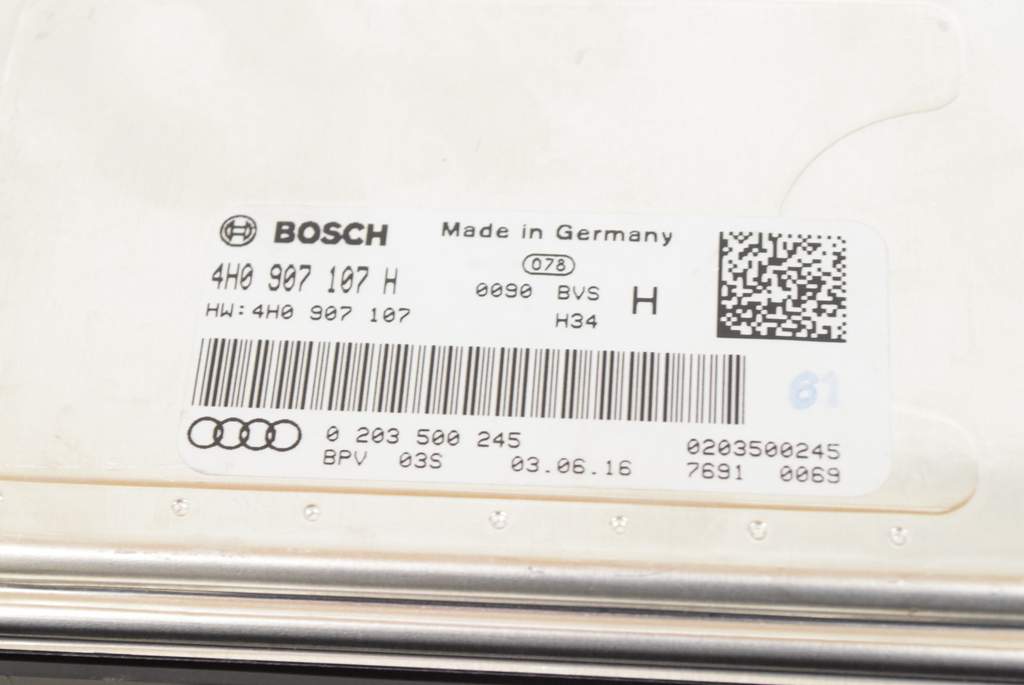 BOSCH Made in Germany
078
4H0 907 107 H 0090 BVS H
HW: 4H0 907 107 H34
61
0 203 500 245 0203500245
BPV 03S 03.06.16 7691 0069